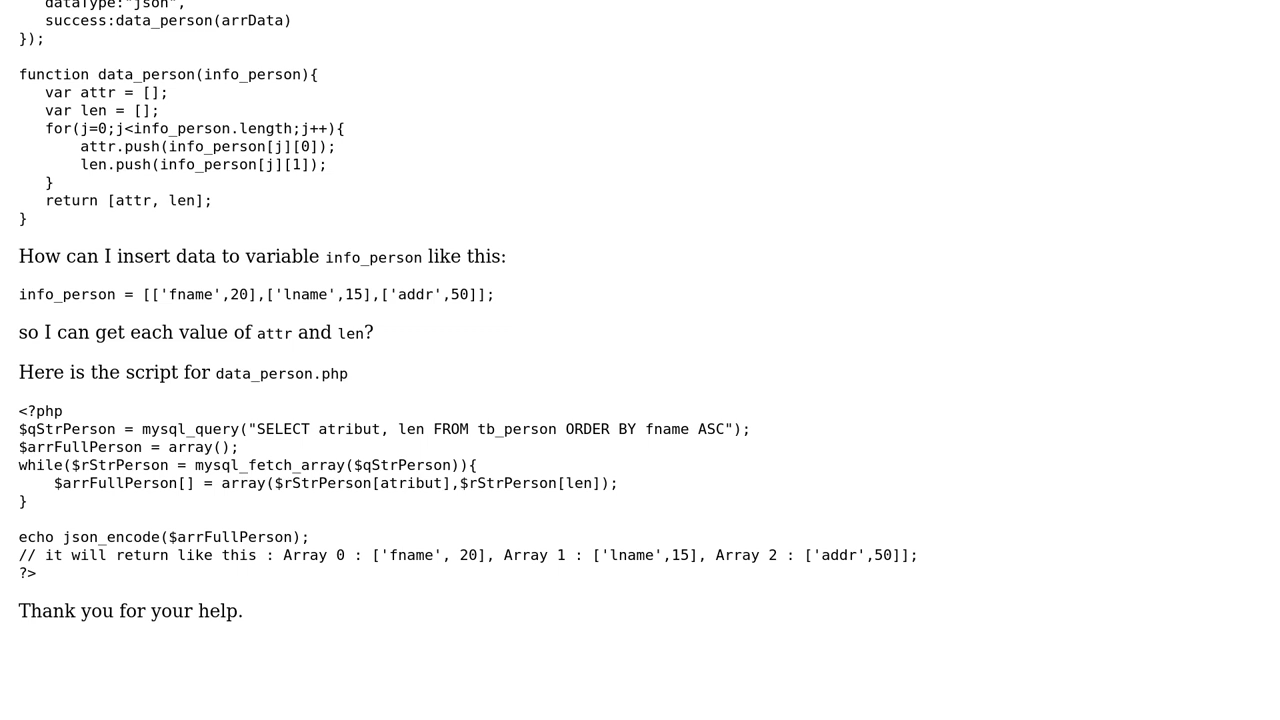 dataType:"json",
success:data_person(arrData)
});
function data_person(info_person){
var attr = [];
var len = [];
for(j=0;j<info_person.length;j++){
attr.push(info_person[j][0]);
len.push(info_person[j][1]);
}
return [attr, len];
}
How can I insert data to variable info_person like this:
info_person = [['fname',20],['lname',15],['addr',50]];
so I can get each value of attr and len?
Here is the script for data_person.php
<?php
$qStrPerson = mysql_query("SELECT atribut, len FROM tb_person ORDER BY fname ASC");
$arrFullPerson = array();
while($rStrPerson = mysql_fetch_array($qStrPerson)){
$arrFullPerson[] = array($rStrPerson[atribut],$rStrPerson[len]);
}
echo json_encode($arrFullPerson);
// it will return like this : Array 0 : ['fname', 20], Array 1 : ['lname',15], Array 2 : ['addr',50]];
?>
Thank you for your help.